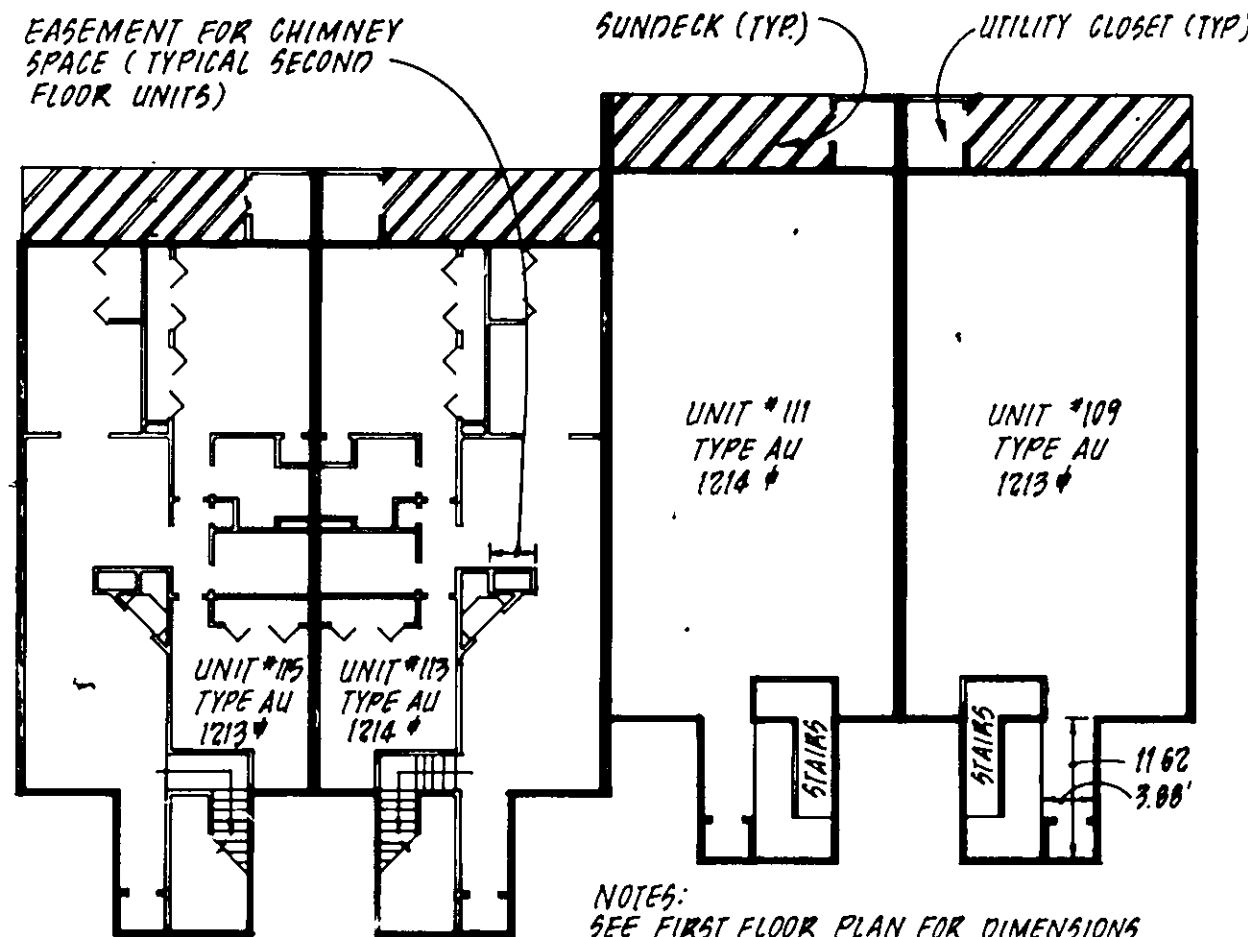 EASEMENT FOR CHIMNEY
SPACE (TYPICAL SECOND
FLOOR UNITS)
SUNDECK (TYP.)
UTILITY CLOSET (TYP)
UNIT #111
TYPE AU
1214 ⏀
UNIT #109
TYPE AU
1213 ⏀
UNIT #115
TYPE AU
1213 ⏀
UNIT #113
TYPE AU
1214 ⏀
STAIRS
STAIRS
11 62
3.88'
NOTES:
SEE FIRST FLOOR PLAN FOR DIMENSIONS